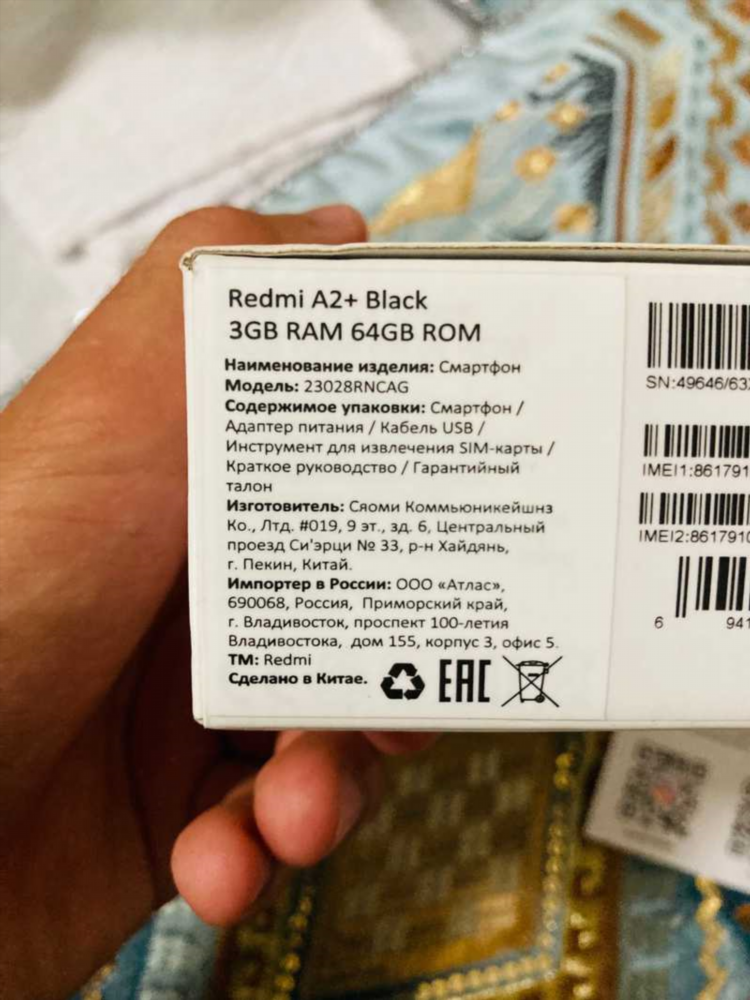 Redmi A2+ Black
3GB RAM 64GB ROM
Наименование изделия: Смартфон
Модель: 23028RNCAG
Содержимое упаковки: Смартфон /
Адаптер питания / Кабель USB /
Инструмент для извлечения SIM-карты /
Краткое руководство / Гарантийный
талон
Изготовитель: Сяоми Коммьюникейшнз
Ко., Лтд. #019, 9 эт., зд. 6, Центральный
проезд Си'эрци № 33, р-н Хайдянь,
г. Пекин, Китай.
Импортер в России: ООО «Атлас»,
690068, Россия, Приморский край,
г. Владивосток, проспект 100-летия
Владивостока, дом 155, корпус 3, офис 5.
ТМ: Redmi
Сделано в Китае.
EAC
SN:49646/63
IMEI1:861791
IMEI2:861791
6 941